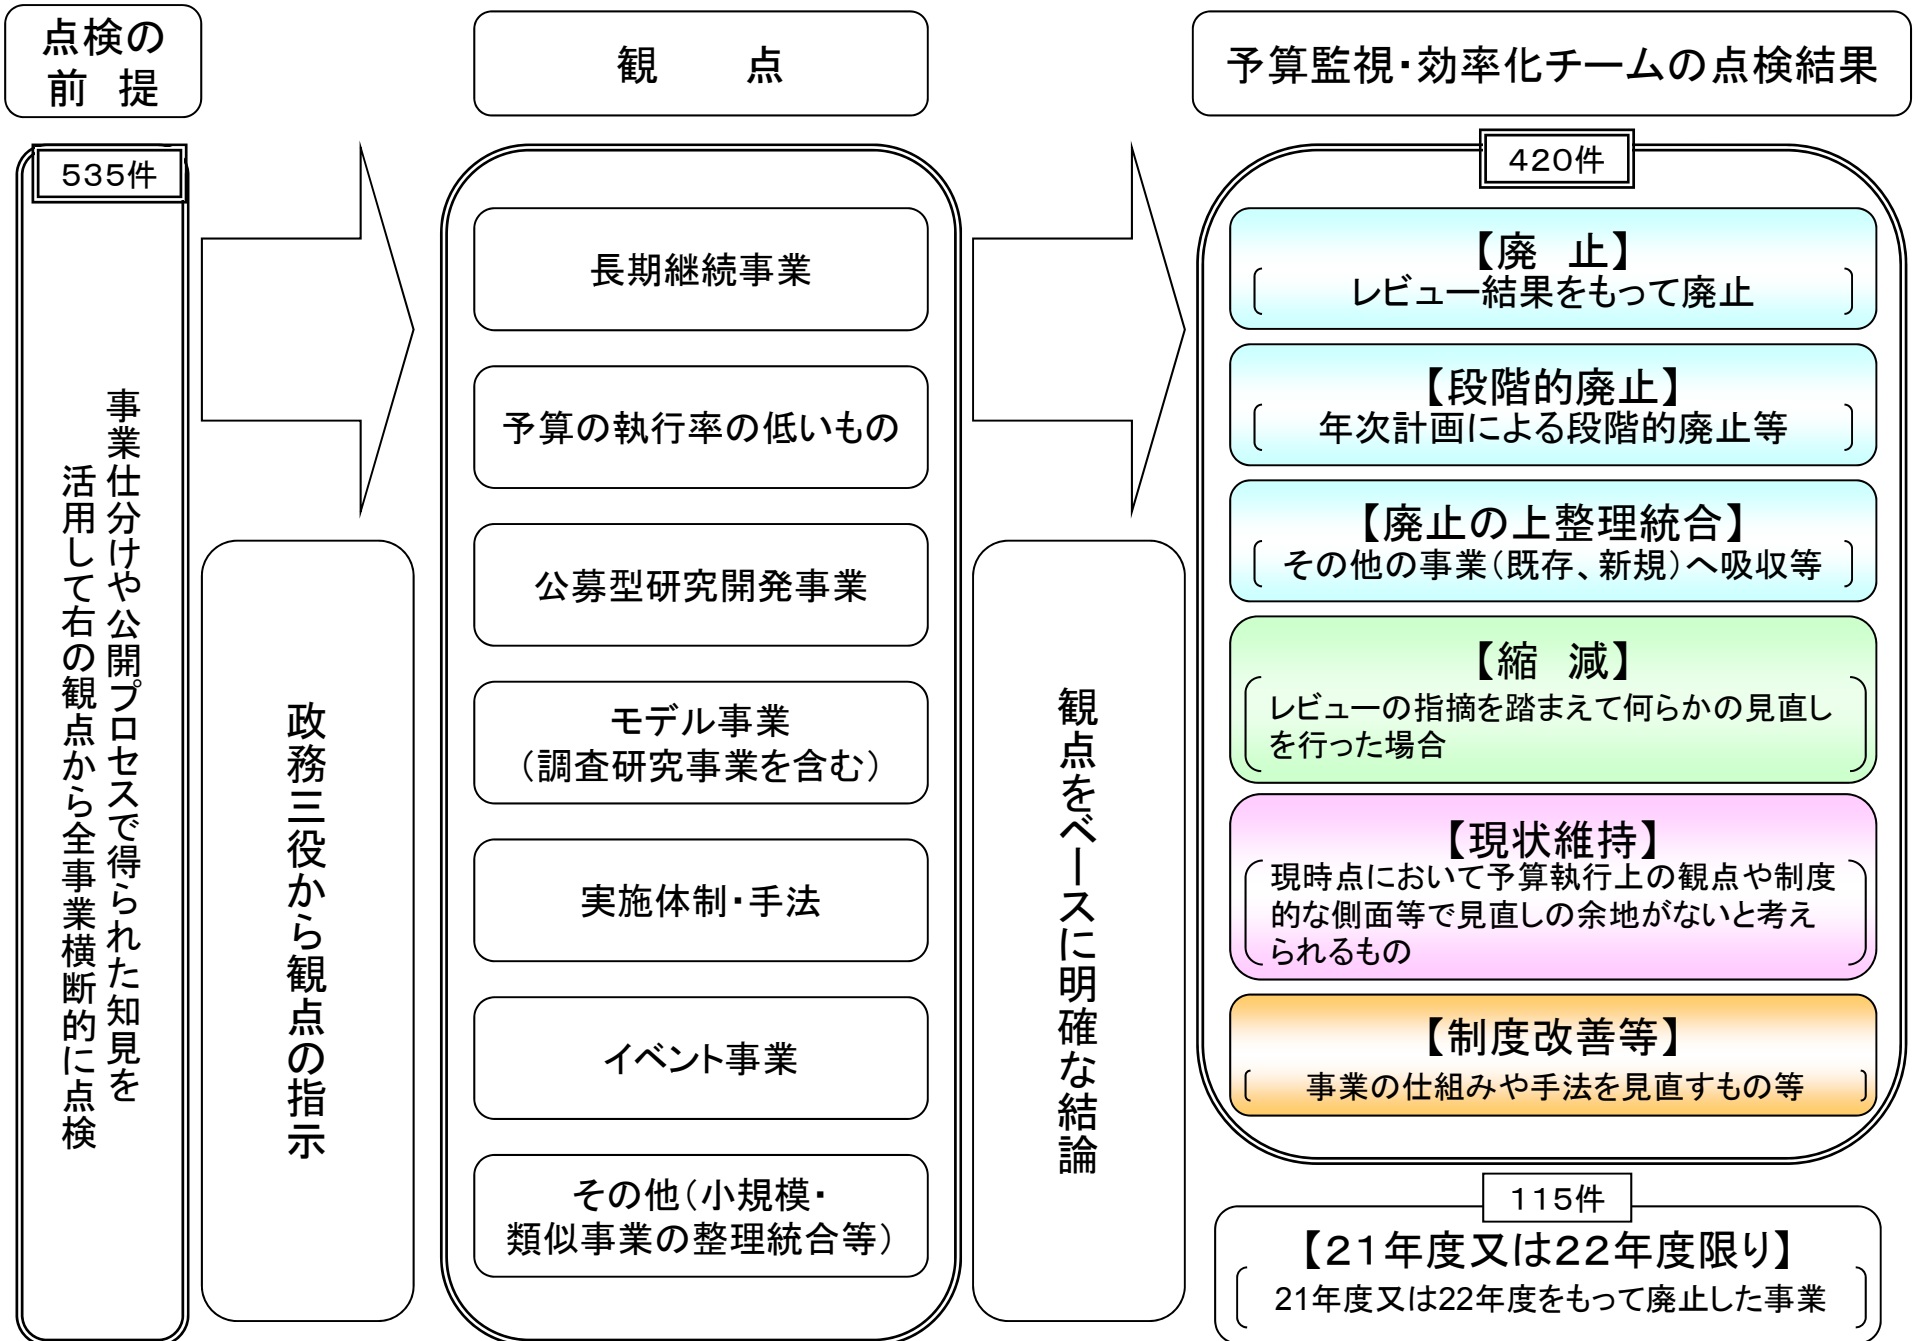 点検の
前　提
535件
事業仕分けや公開プロセスで得られた知見を
活用して右の観点から全事業横断的に点検
政務三役から観点の指示
観　　点
長期継続事業
予算の執行率の低いもの
公募型研究開発事業
モデル事業
（調査研究事業を含む）
実施体制・手法
イベント事業
その他（小規模・
類似事業の整理統合等）
観点をベースに明確な結論
予算監視・効率化チームの点検結果
420件
【廃　止】
レビュー結果をもって廃止
【段階的廃止】
年次計画による段階的廃止等
【廃止の上整理統合】
その他の事業（既存、新規）へ吸収等
【縮　減】
レビューの指摘を踏まえて何らかの見直し
を行った場合
【現状維持】
現時点において予算執行上の観点や制度
的な側面等で見直しの余地がないと考え
られるもの
【制度改善等】
事業の仕組みや手法を見直すもの等
115件
【21年度又は22年度限り】
21年度又は22年度をもって廃止した事業